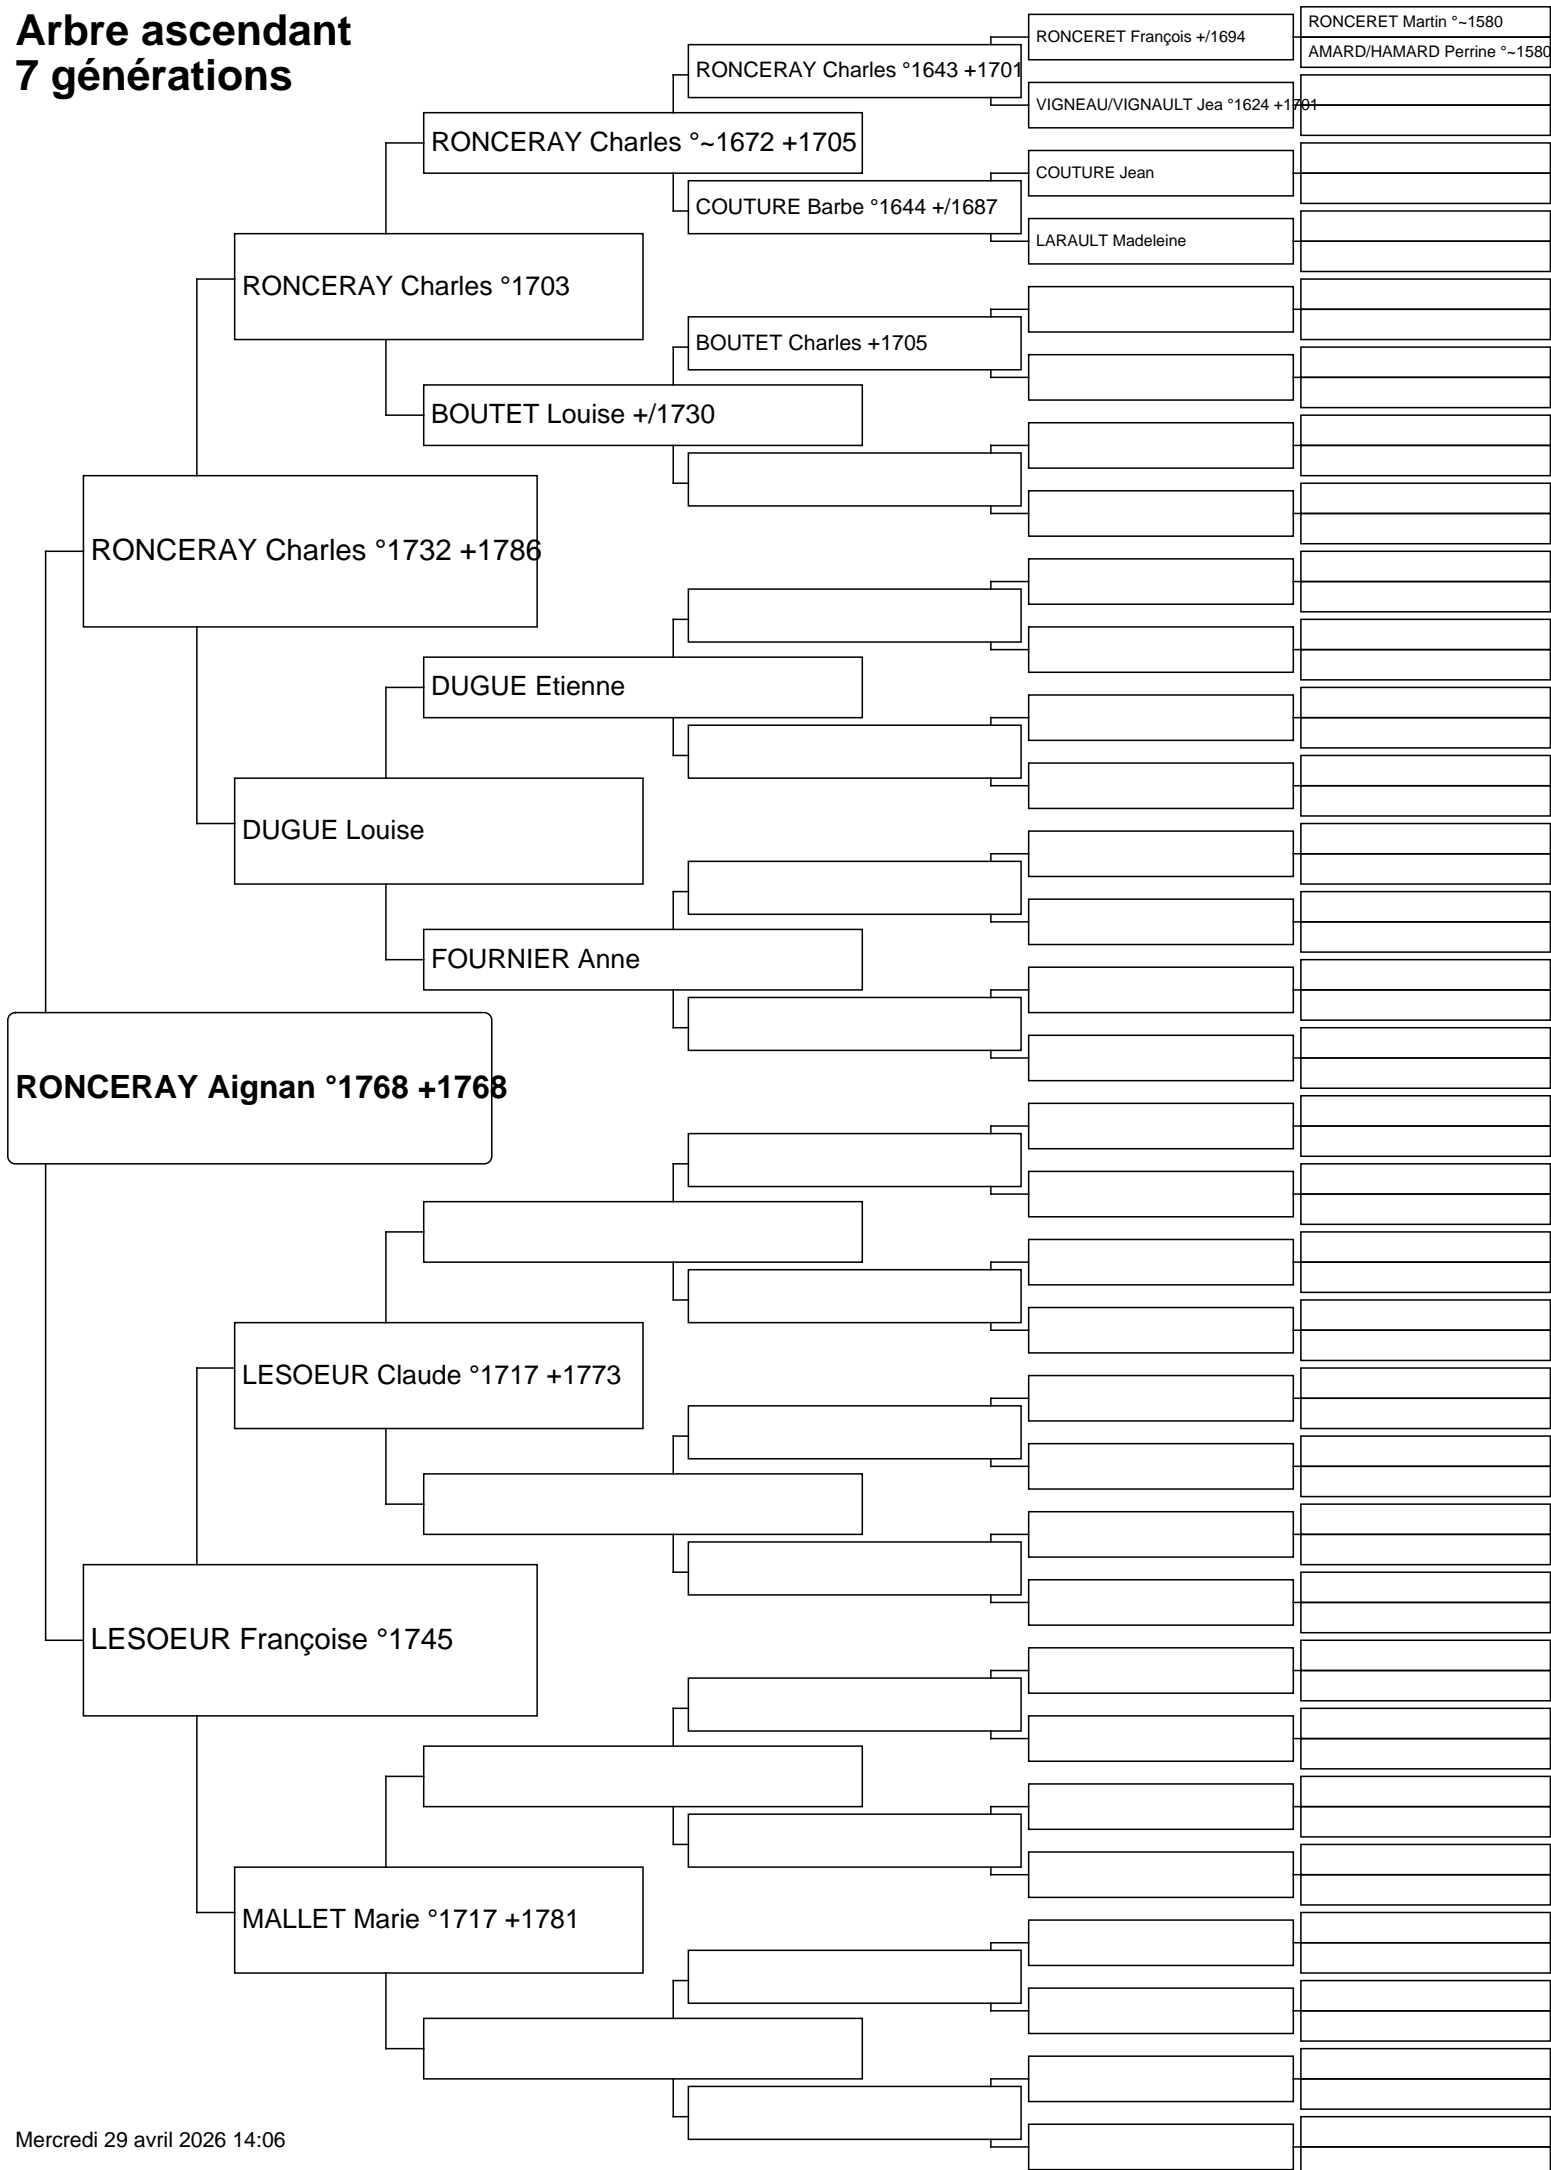 Arbre ascendant
7 générations
RONCERET Martin °~1580
RONCERET François +/1694
AMARD/HAMARD Perrine °~1580
RONCERAY Charles °1643 +1701
VIGNEAU/VIGNAULT Jea °1624 +1701
RONCERAY Charles °~1672 +1705
COUTURE Jean
COUTURE Barbe °1644 +/1687
LARAULT Madeleine
RONCERAY Charles °1703
BOUTET Charles +1705
BOUTET Louise +/1730
RONCERAY Charles °1732 +1786
DUGUE Etienne
DUGUE Louise
FOURNIER Anne
RONCERAY Aignan °1768 +1768
LESOEUR Claude °1717 +1773
LESOEUR Françoise °1745
MALLET Marie °1717 +1781
Mercredi 29 avril 2026 14:06